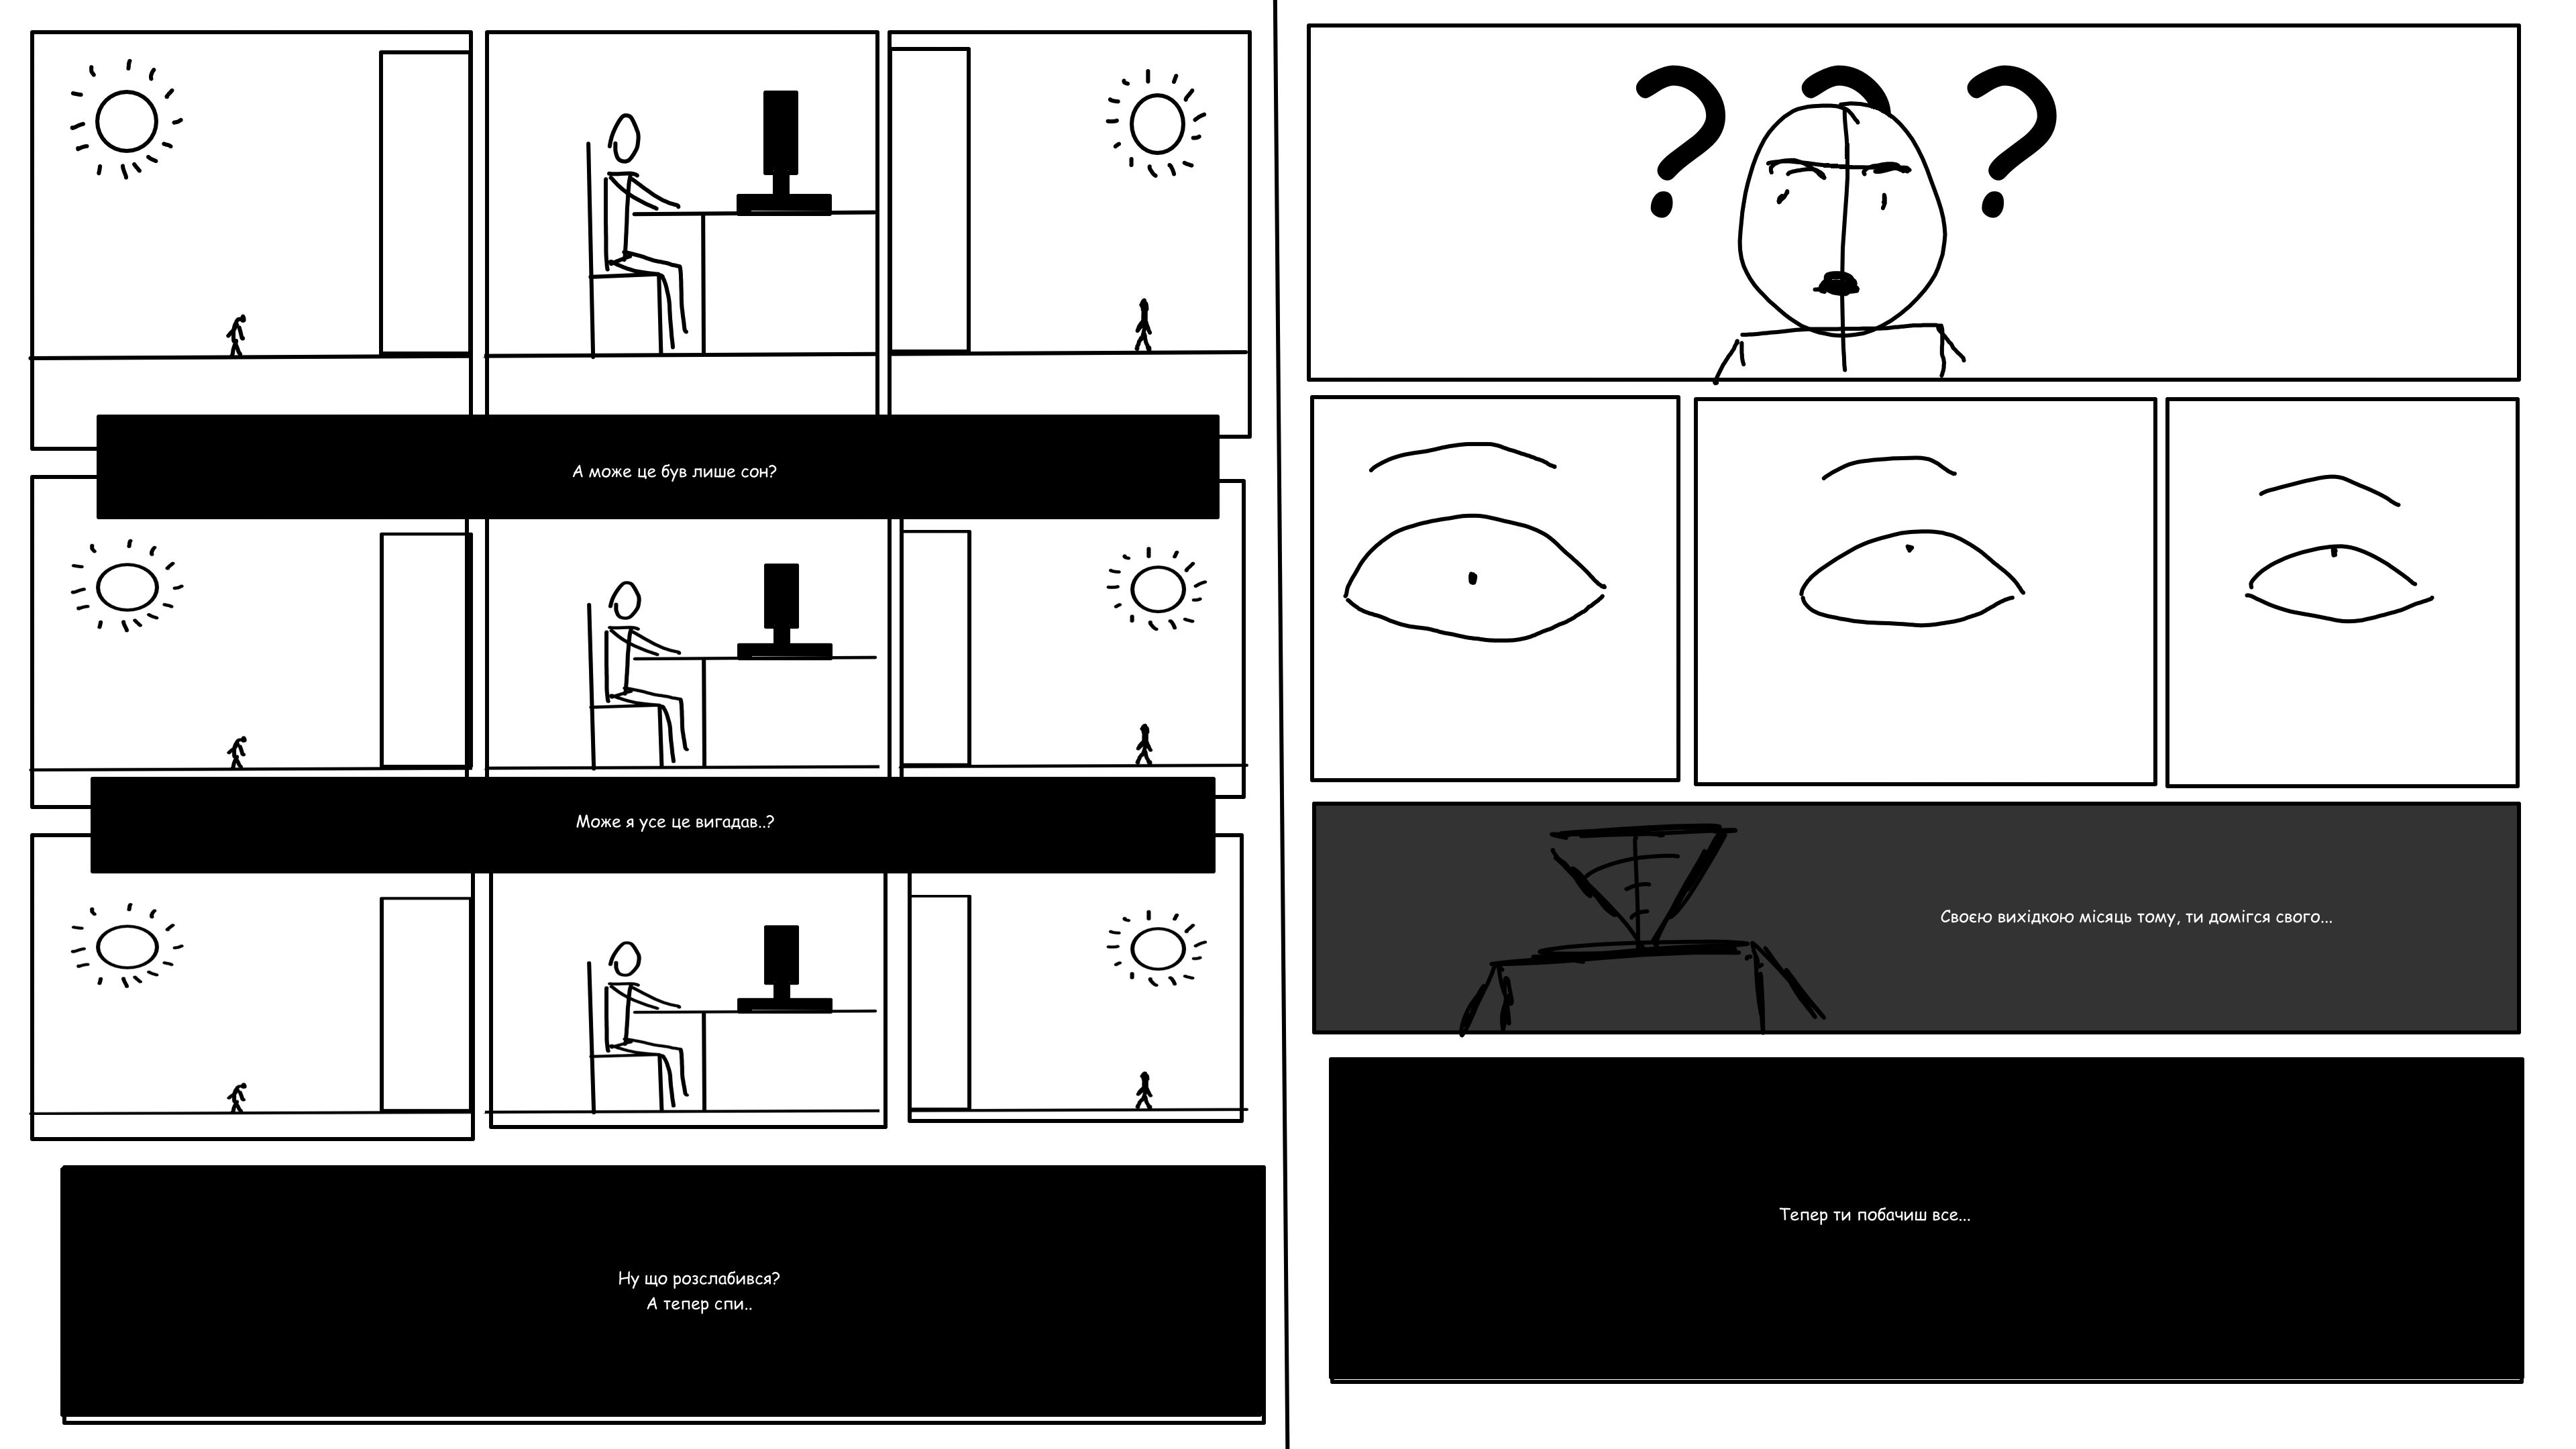 А може це був лише сон?
Може я усе це вигадав..?
Ну що розслабився?
А тепер спи..
? ? ?
Своєю вихідкою місяць тому, ти домігся свого...
Тепер ти побачиш все...